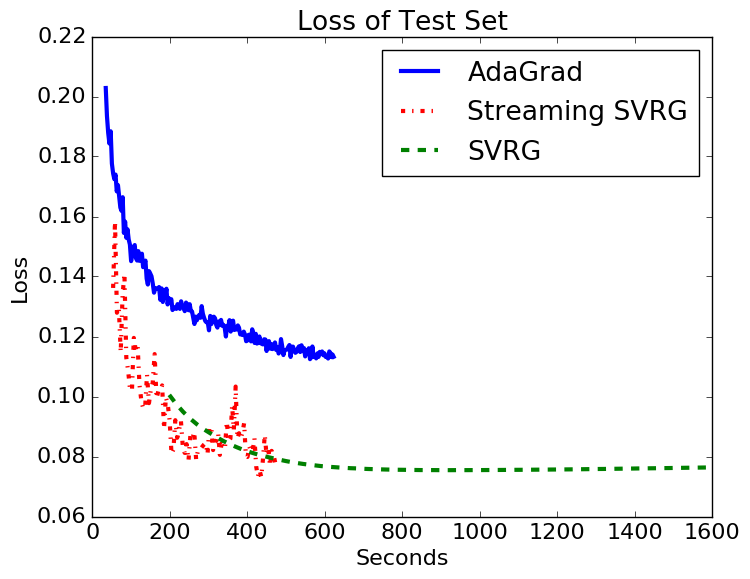 Loss of Test Set
0.22
0.20
0.18
0.16
0.14
0.12
0.10
0.08
0.06
Loss
AdaGrad
Streaming SVRG
SVRG
0 200 400 600 800 1000 1200 1400 1600
Seconds